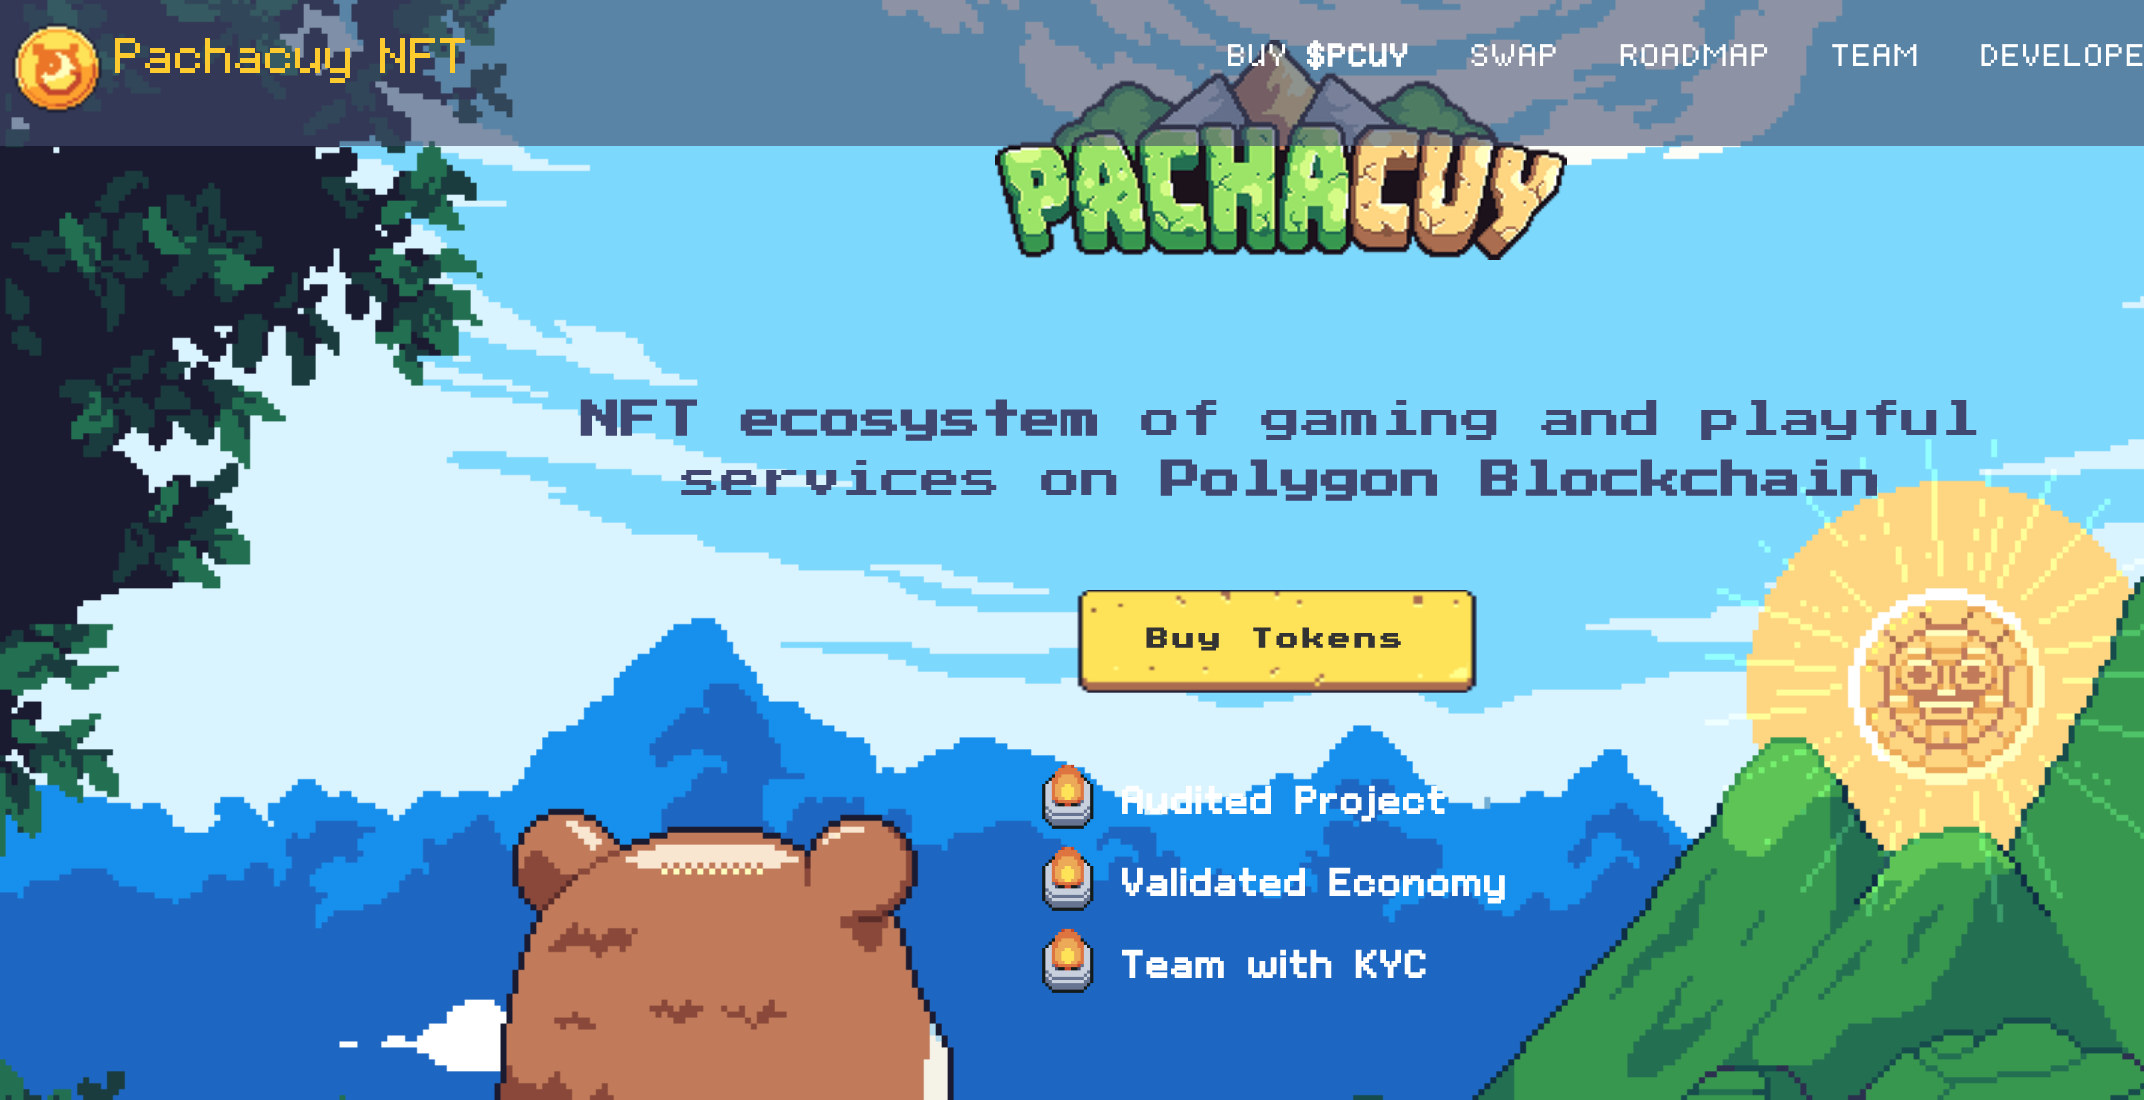 Pachacuy NFT
BUY $PCUY SWAP ROADMAP TEAM DEVELOPE
PACHACUY
NFT ecosystem of gaming and playful
services on Polygon Blockchain
Buy Tokens
Audited Project
Validated Economy
Team with KYC